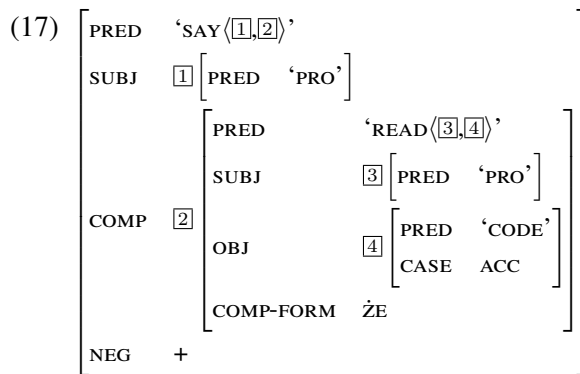 (17) PRED ‘SAY⟨1,2⟩’
SUBJ 1 [PRED ‘PRO’]
PRED ‘READ⟨3,4⟩’
SUBJ 3 [PRED ‘PRO’]
COMP 2
OBJ 4 [PRED ‘CODE’
CASE ACC]
COMP-FORM ŻE
NEG +